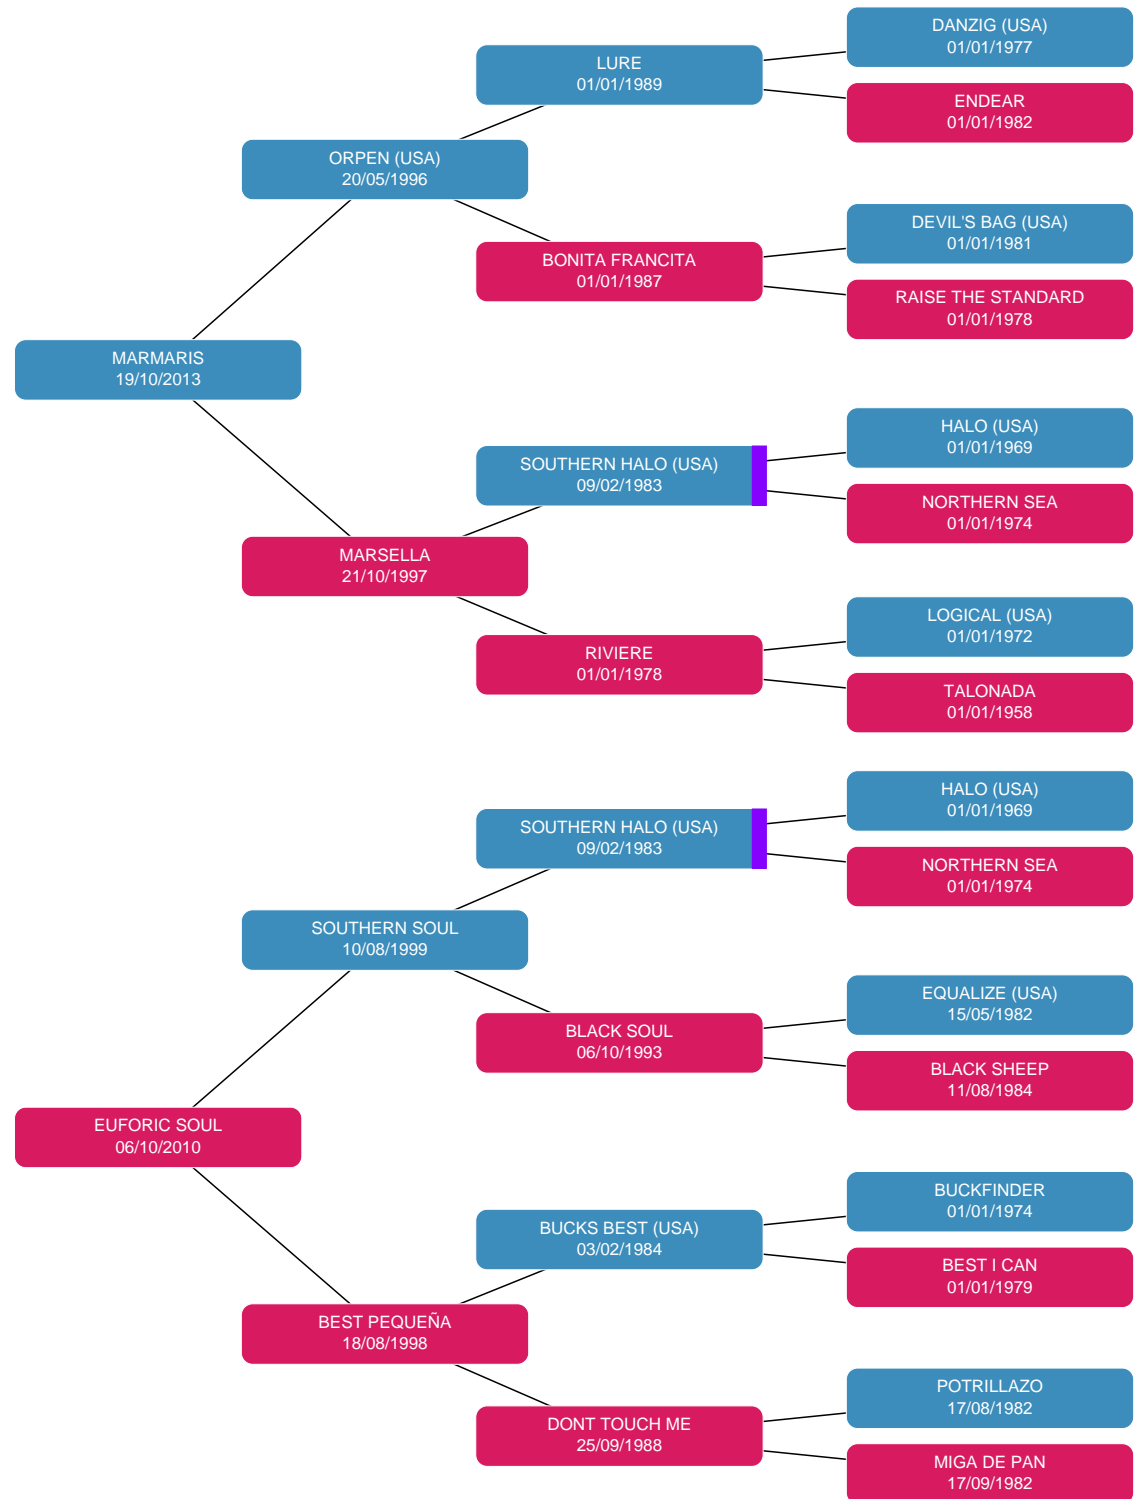 DANZIG (USA)
01/01/1977
LURE
01/01/1989
ENDEAR
01/01/1982
ORPEN (USA)
20/05/1996
DEVIL'S BAG (USA)
01/01/1981
BONITA FRANCITA
01/01/1987
RAISE THE STANDARD
01/01/1978
MARMARIS
19/10/2013
HALO (USA)
01/01/1969
SOUTHERN HALO (USA)
09/02/1983
NORTHERN SEA
01/01/1974
MARSELLA
21/10/1997
LOGICAL (USA)
01/01/1972
RIVIERE
01/01/1978
TALONADA
01/01/1958
HALO (USA)
01/01/1969
SOUTHERN HALO (USA)
09/02/1983
NORTHERN SEA
01/01/1974
SOUTHERN SOUL
10/08/1999
EQUALIZE (USA)
15/05/1982
BLACK SOUL
06/10/1993
BLACK SHEEP
11/08/1984
EUFORIC SOUL
06/10/2010
BUCKFINDER
01/01/1974
BUCKS BEST (USA)
03/02/1984
BEST I CAN
01/01/1979
BEST PEQUEÑA
18/08/1998
POTRILLAZO
17/08/1982
DONT TOUCH ME
25/09/1988
MIGA DE PAN
17/09/1982